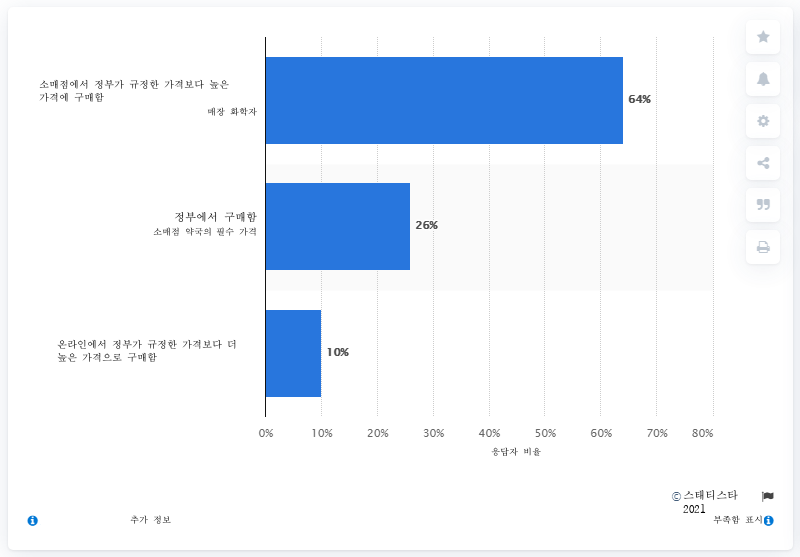 소매점에서 정부가 규정한 가격보다 높은
가격에 구매함
매장 화학자
64%
정부에서 구매함
소매점 약국의 필수 가격
26%
온라인에서 정부가 규정한 가격보다 더
높은 가격으로 구매함
10%
0% 10% 20% 30% 40% 50% 60% 70% 80%
응답자 비율
© 스태티스타
2021
추가 정보
부족함 표시